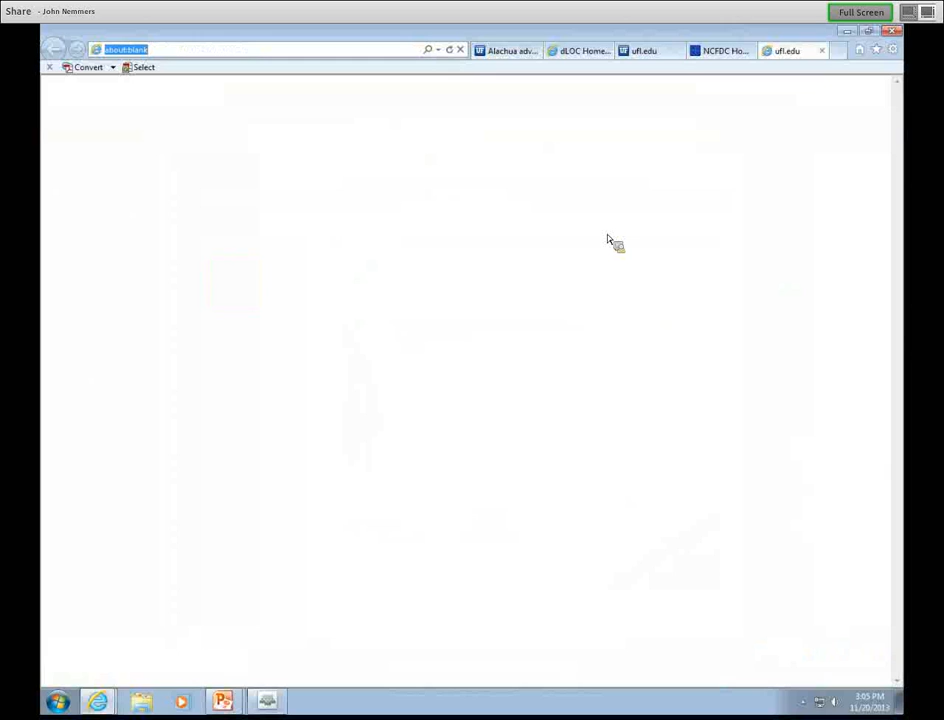 Share - John Nemmers
Full Screen
about:blank
Alachua adv...
dLOC Home...
ufl.edu
NCFDC Ho...
ufl.edu
Convert
Select
3:05 PM
11/20/2013